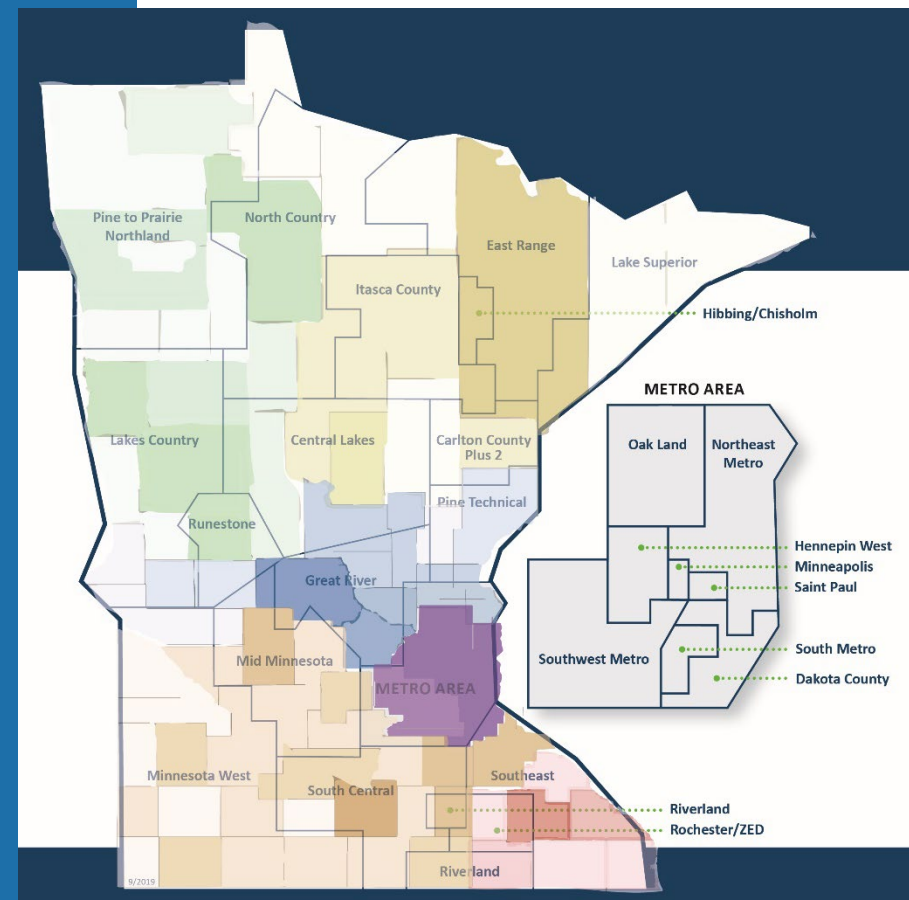 Pine to Prairie
Northland
North Country
East Range
Lake Superior
Itasca County
Hibbing/Chisholm
METRO AREA
Oak Land
Northeast
Metro
Lakes Country
Central Lakes
Carlton County
Plus 2
Pine Technical
Runestone
Hennepin West
Minneapolis
Saint Paul
Great River
South Metro
Southwest Metro
Dakota County
Mid Minnesota
METRO AREA
Minnesota West
South Central
Southeast
Riverland
Rochester/ZED
Riverland
9/2019